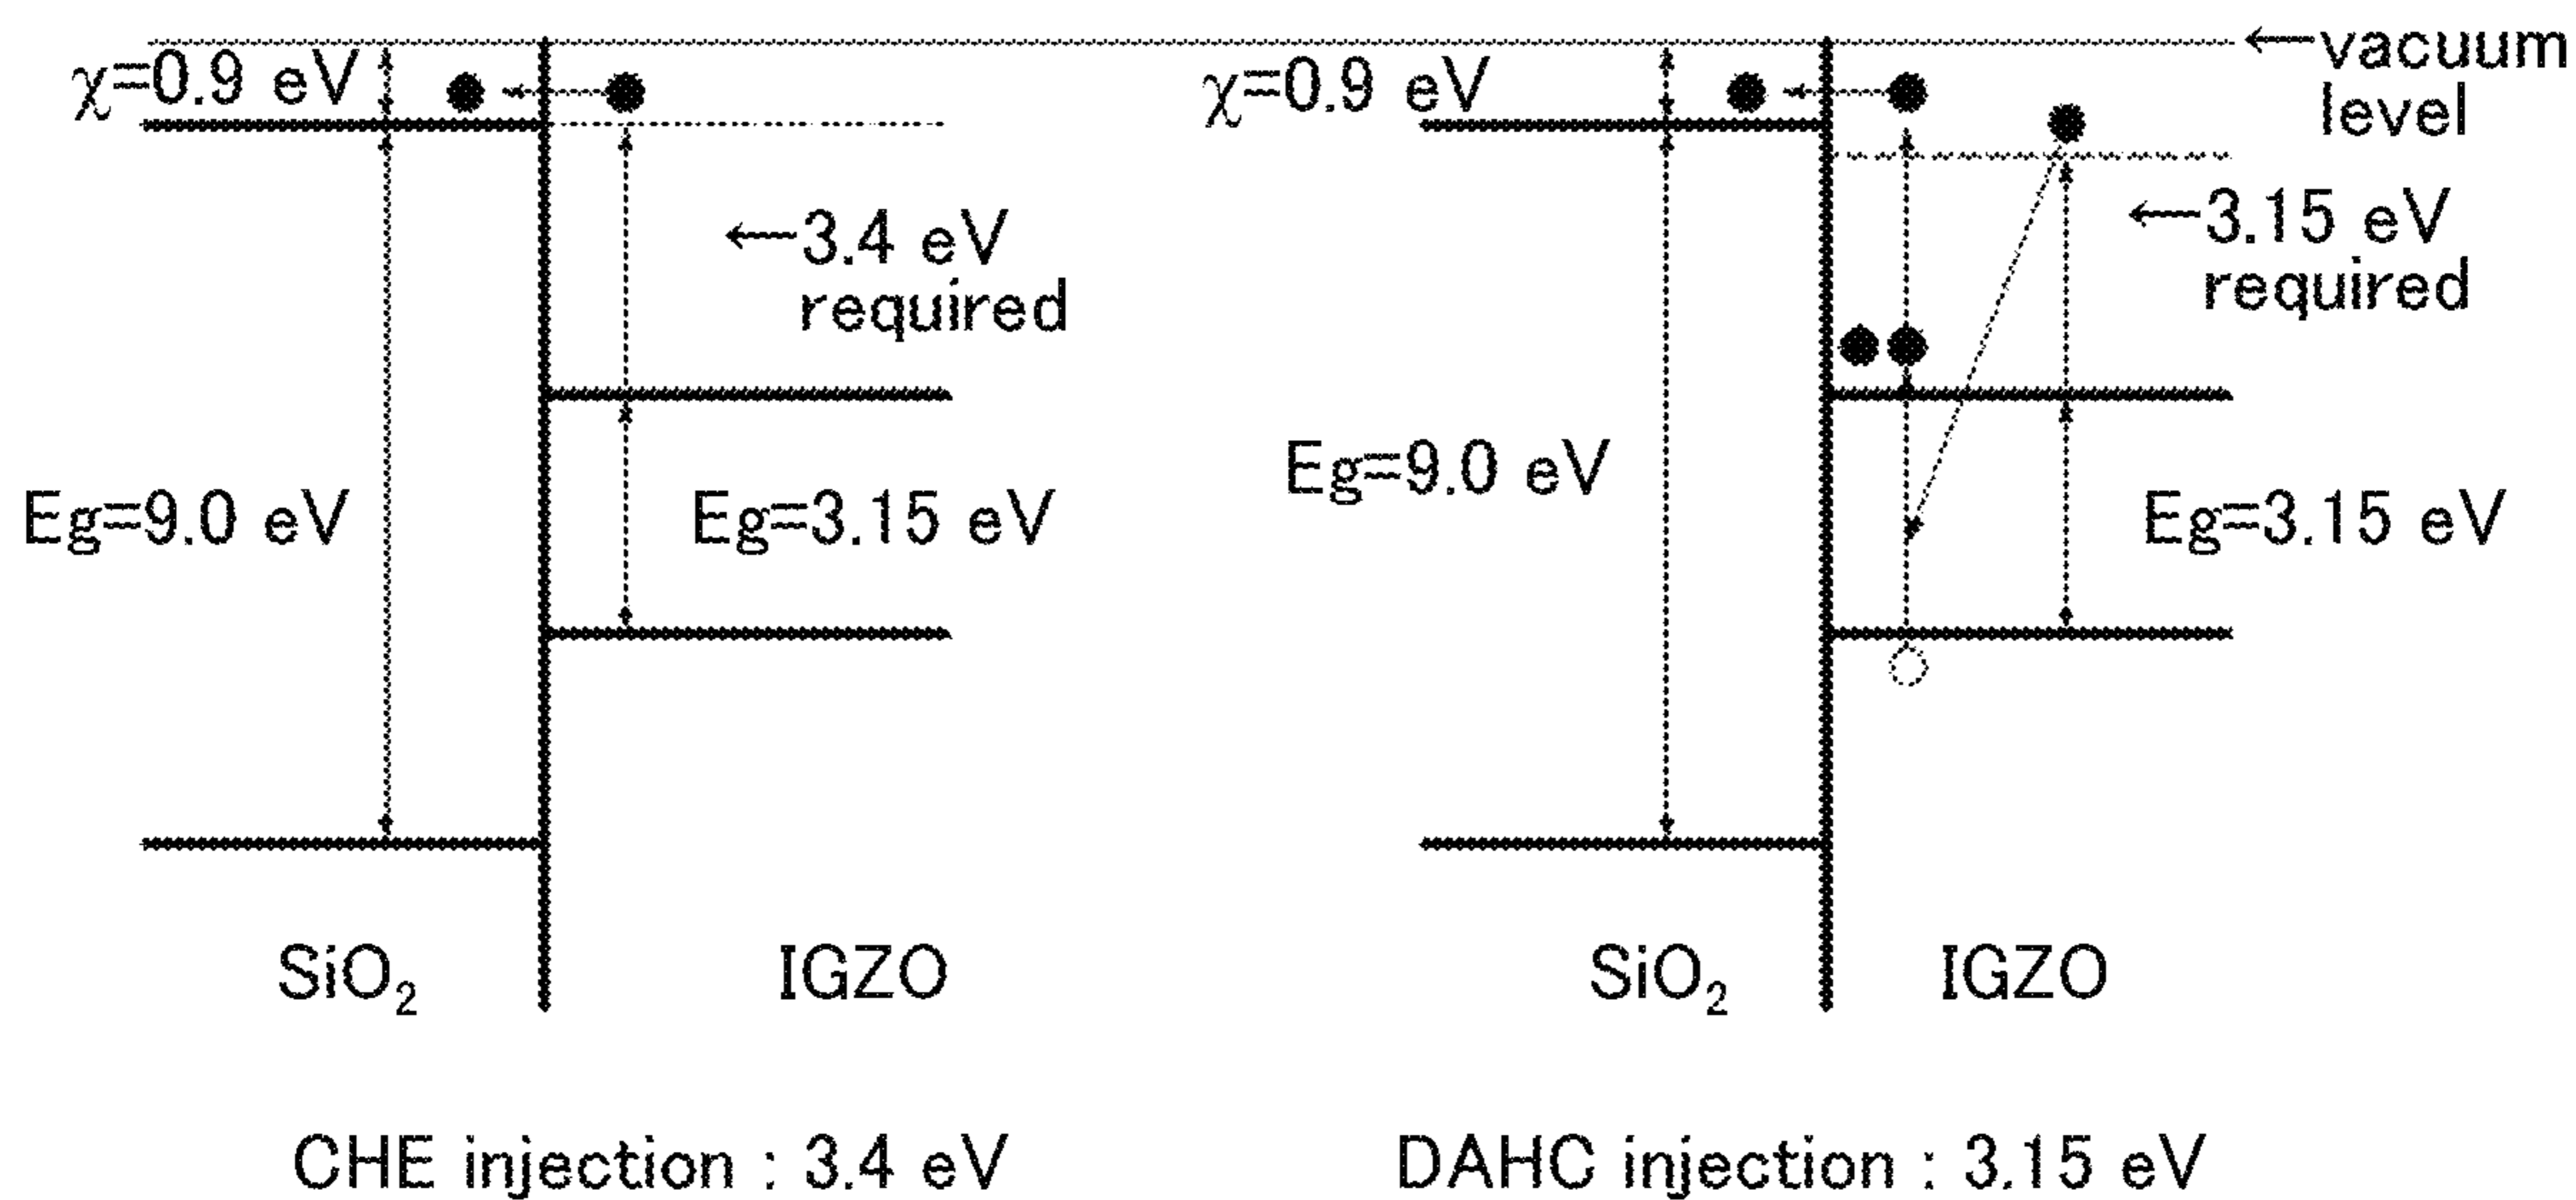 χ=0.9 eV
←3.4 eV
required
Eg=9.0 eV
Eg=3.15 eV
SiO₂
IGZO
CHE injection : 3.4 eV
χ=0.9 eV
←vacuum
level
←3.15 eV
required
Eg=9.0 eV
Eg=3.15 eV
SiO₂
IGZO
DAHC injection : 3.15 eV